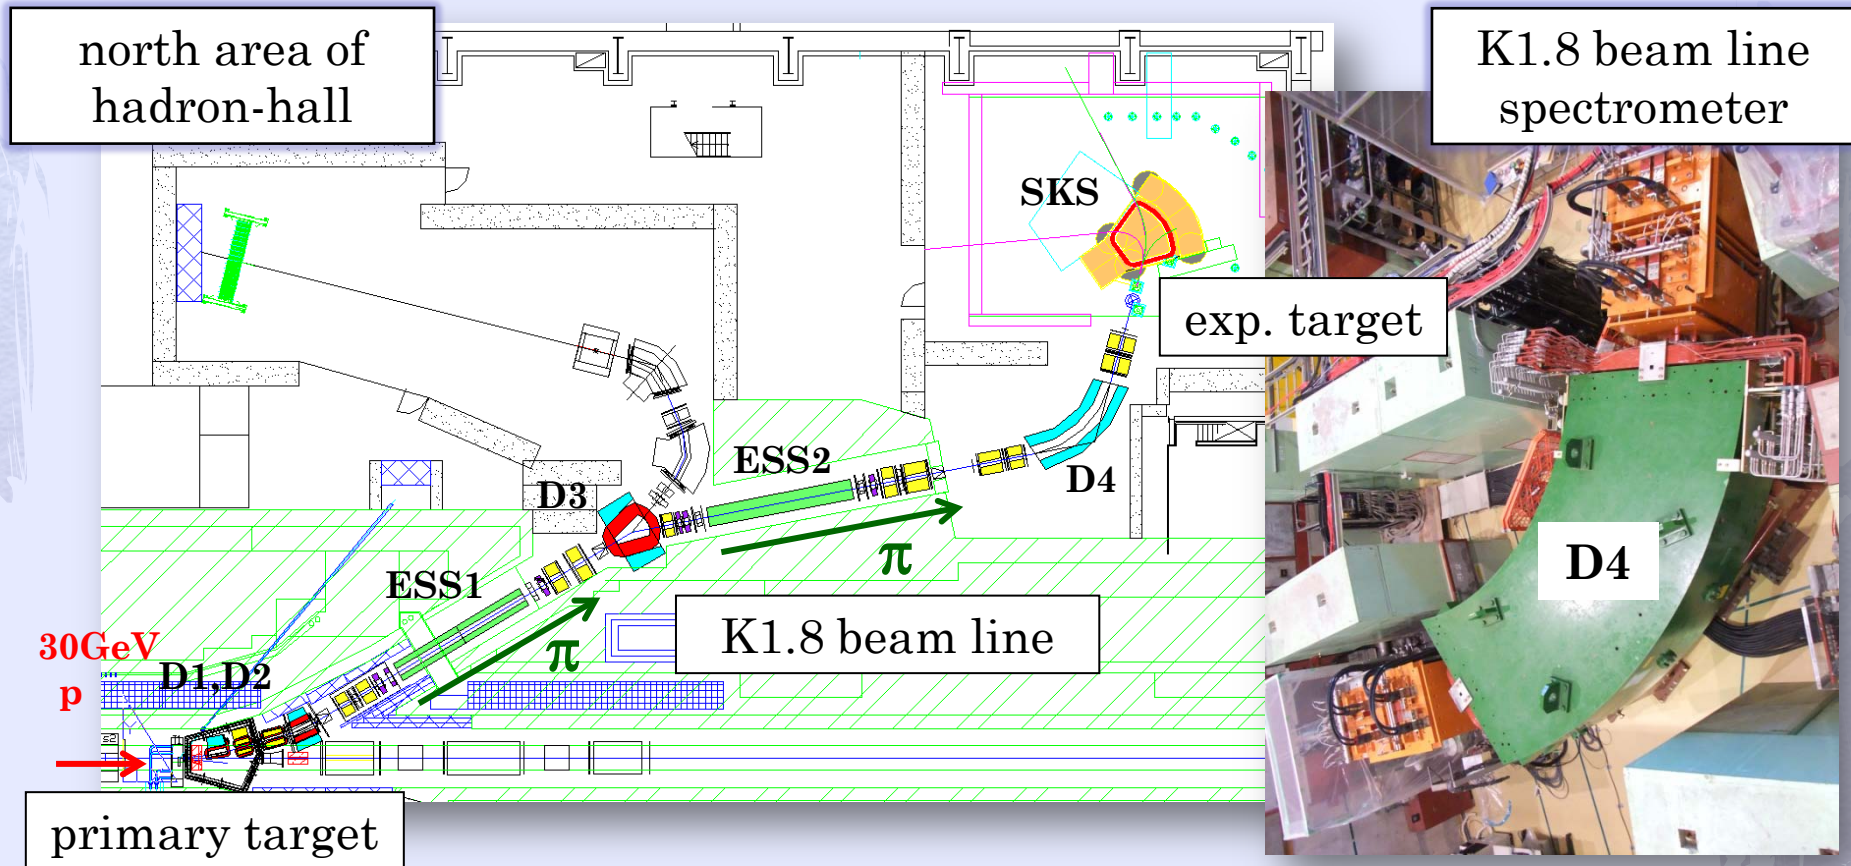 north area of
hadron-hall
K1.8 beam line
spectrometer
SKS
exp. target
ESS2
D4
D3
π
D4
ESS1
K1.8 beam line
30GeV
p
D1,D2
π
primary target